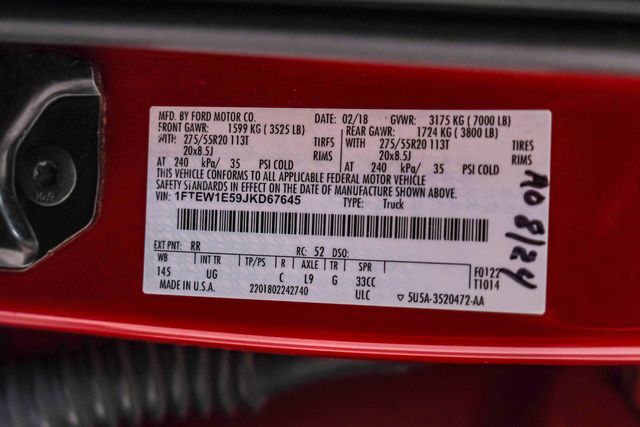 MFD. BY FORD MOTOR CO. 02/18 GVWR: 3175 KG ( 7000 LB)
FRONT GAWR: 1599 KG ( 3525 LB) REAR GAWR: 1724 KG ( 3800 LB)
WITH 275/55R20 113T TIRES WITH 275/55R20 113T TIRES
20x8.5J RIMS 20x8.5J RIMS
AT 240 kPa/ 35 PSI COLD AT 240 kPa/ 35 PSI COLD
THIS VEHICLE CONFORMS TO ALL APPLICABLE FEDERAL MOTOR VEHICLE
SAFETY STANDARDS IN EFFECT ON THE DATE OF MANUFACTURE SHOWN ABOVE.
VIN: 1FTEW1E59JKD67645 TYPE: Truck
EXT PNT: RR RC: 52 DSO:
WB INT TR TP/PS R AXLE TR SPR F0122
145 UG C L9 G 33CC T1014
MADE IN U.S.A. 2201802242740 ULC 5U5A-3520472-AA
A0 8/24